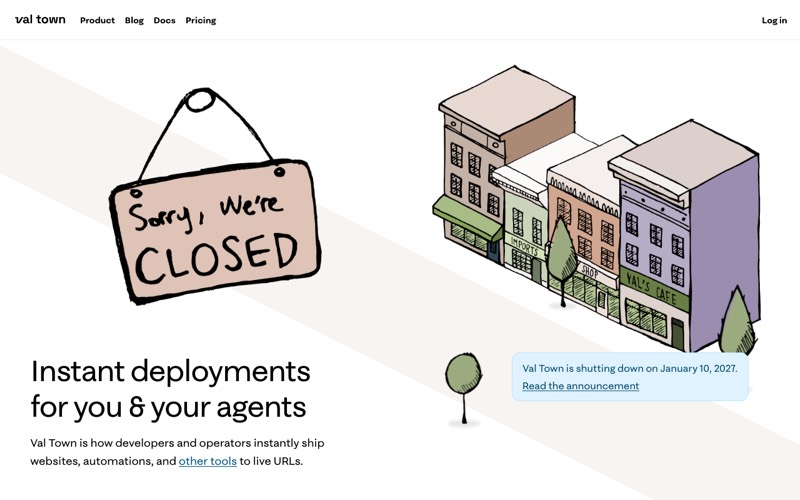 val town
Product
Blog
Docs
Pricing
Log in
Sorry, We're
CLOSED
IMPORTS
SHOP
VAL'S CAFE
Instant deployments
for you & your agents
Val Town is how developers and operators instantly ship
websites, automations, and other tools to live URLs.
Val Town is shutting down on January 10, 2027.
Read the announcement